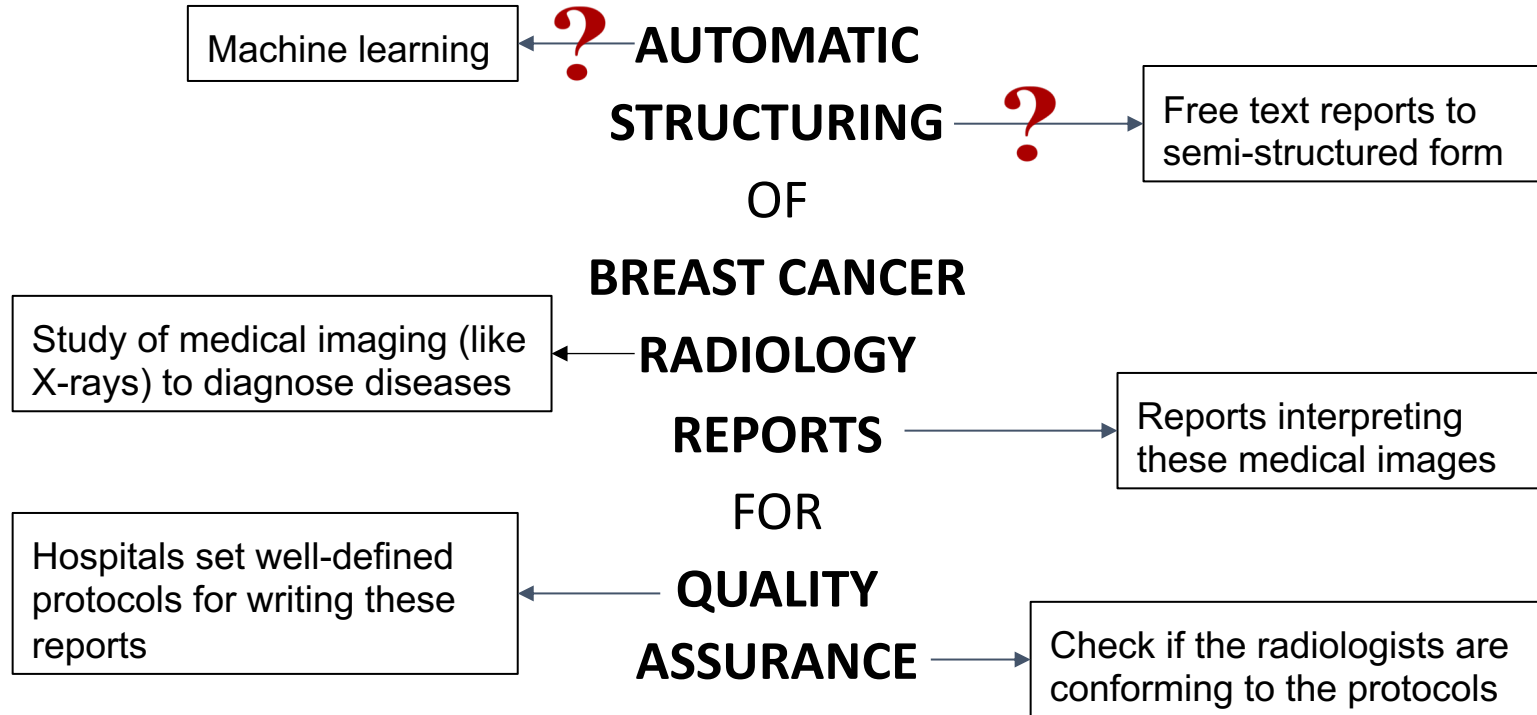 Machine learning
?
AUTOMATIC
STRUCTURING
?
Free text reports to
semi-structured form
OF
BREAST CANCER
Study of medical imaging (like
X-rays) to diagnose diseases
RADIOLOGY
REPORTS
Reports interpreting
these medical images
FOR
Hospitals set well-defined
protocols for writing these
reports
QUALITY
ASSURANCE
Check if the radiologists are
conforming to the protocols